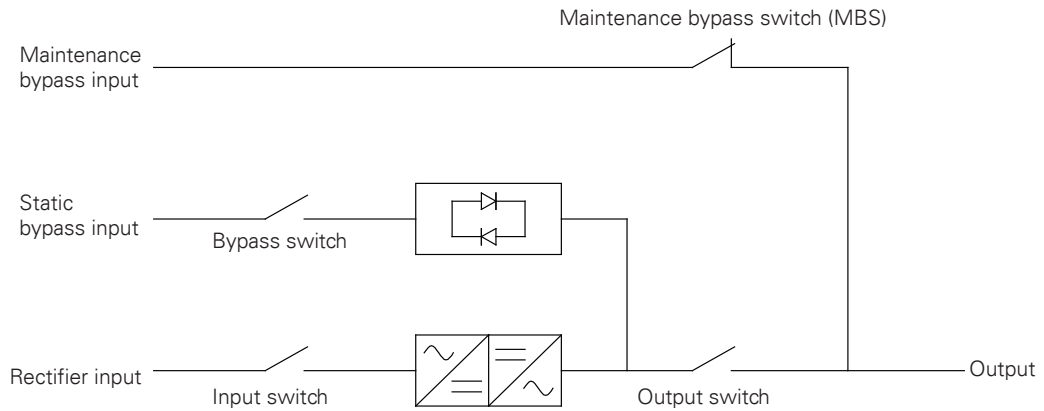 Maintenance bypass switch (MBS)
Maintenance
bypass input
Static
bypass input
Bypass switch
Rectifier input
Input switch
Output switch
Output